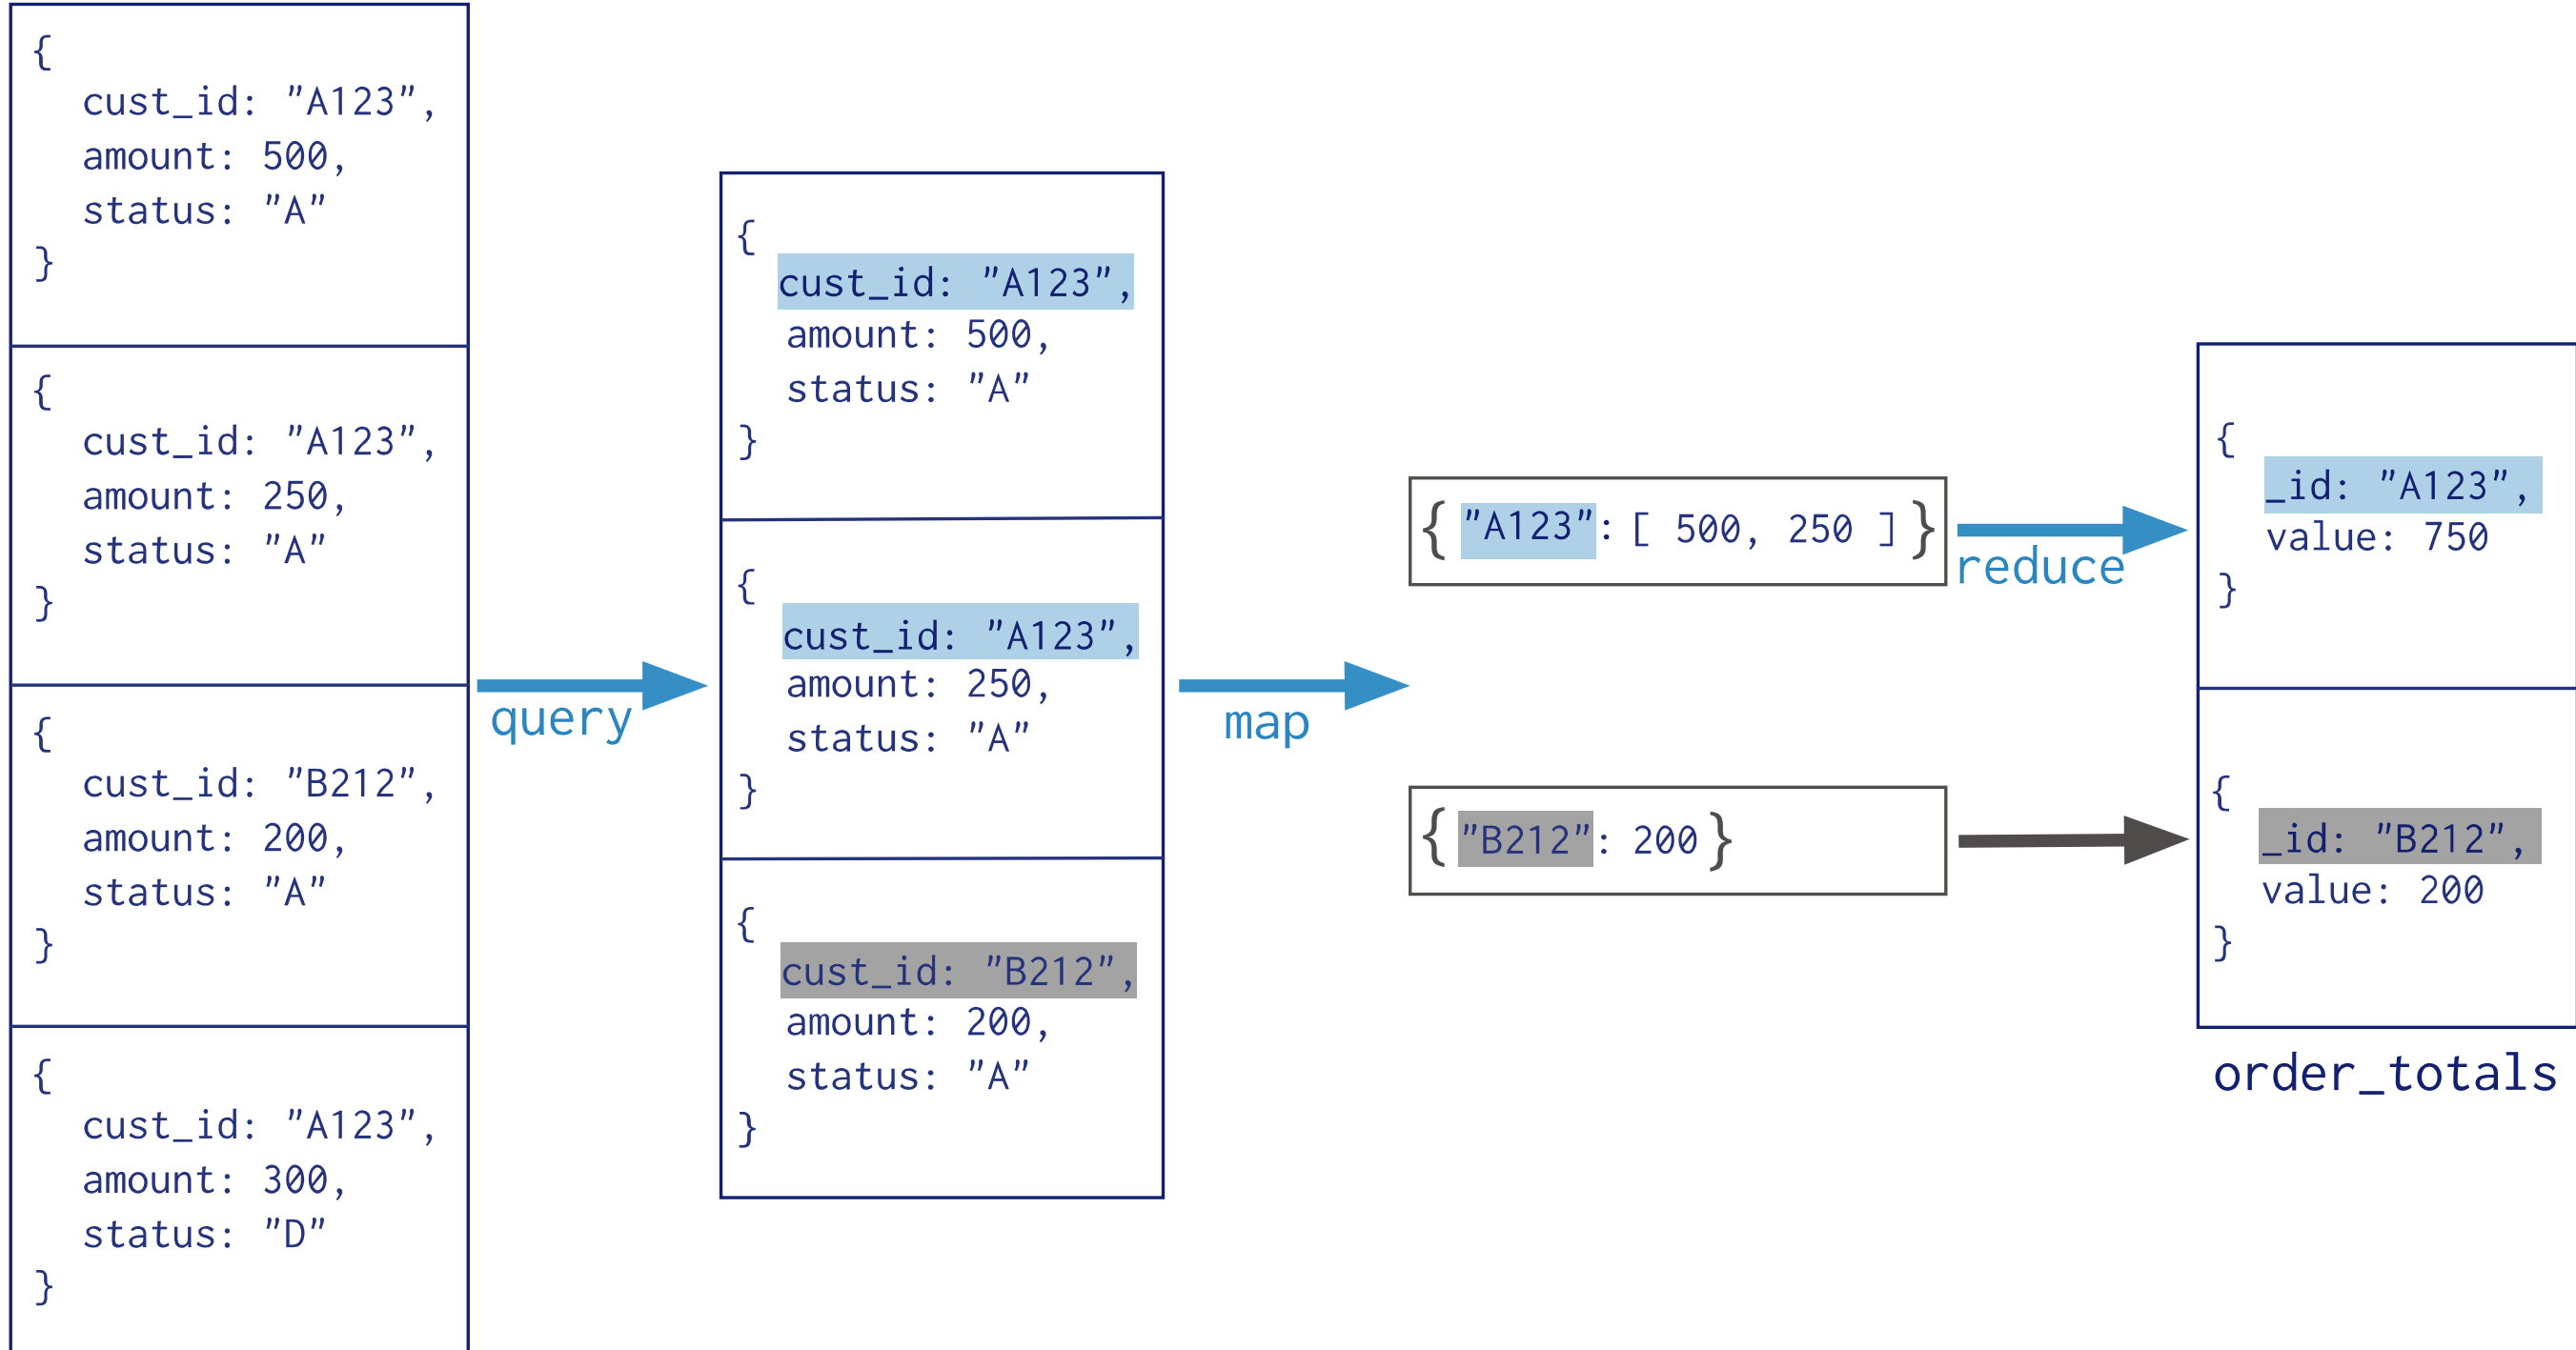 {
cust_id: "A123",
amount: 500,
status: "A"
}
{
cust_id: "A123",
amount: 250,
status: "A"
}
{
cust_id: "B212",
amount: 200,
status: "A"
}
{
cust_id: "A123",
amount: 300,
status: "D"
}
query
{
cust_id: "A123",
amount: 500,
status: "A"
}
{
cust_id: "A123",
amount: 250,
status: "A"
}
{
cust_id: "B212",
amount: 200,
status: "A"
}
map
{ "A123": [ 500, 250 ] }
reduce
{ "B212": 200 }
{
_id: "A123",
value: 750
}
{
_id: "B212",
value: 200
}
order_totals